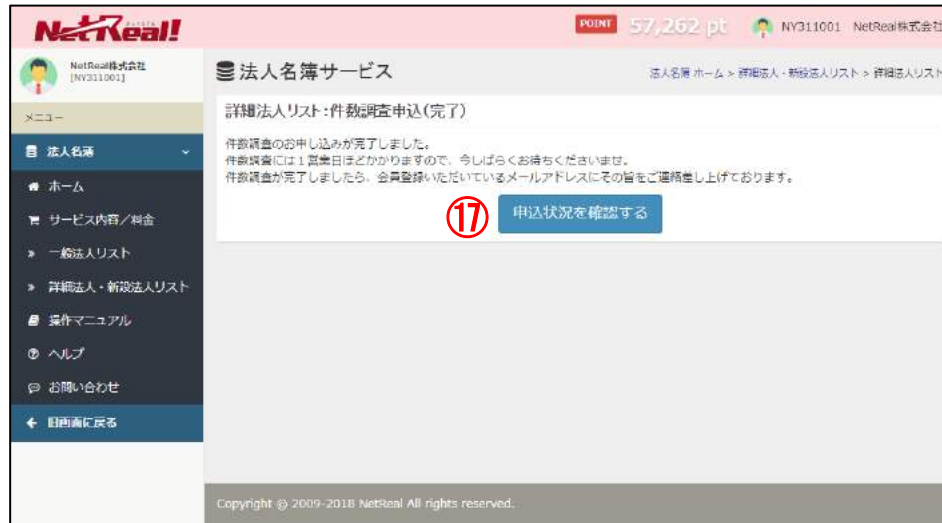 NetReal!
POINT 57,262 pt NY311001 NetReal株式会社
NetReal株式会社
[NY311001]
法人名簿サービス
法人名簿 ホーム > 詳細法人・新設法人リスト > 詳細法人リスト
メニュー
詳細法人リスト:件数調査申込(完了)
件数調査のお申し込みが完了しました。
件数調査には1営業日ほどかかりますので、今しばらくお待ちくださいませ。
件数調査が完了しましたら、会員登録いただいているメールアドレスにその旨をご連絡差し上げております。
⑰ 申込状況を確認する
法人名簿
ホーム
サービス内容/料金
» 一般法人リスト
» 詳細法人・新設法人リスト
操作マニュアル
ヘルプ
お問い合わせ
旧画面に戻る
Copyright © 2009-2018 NetReal All rights reserved.